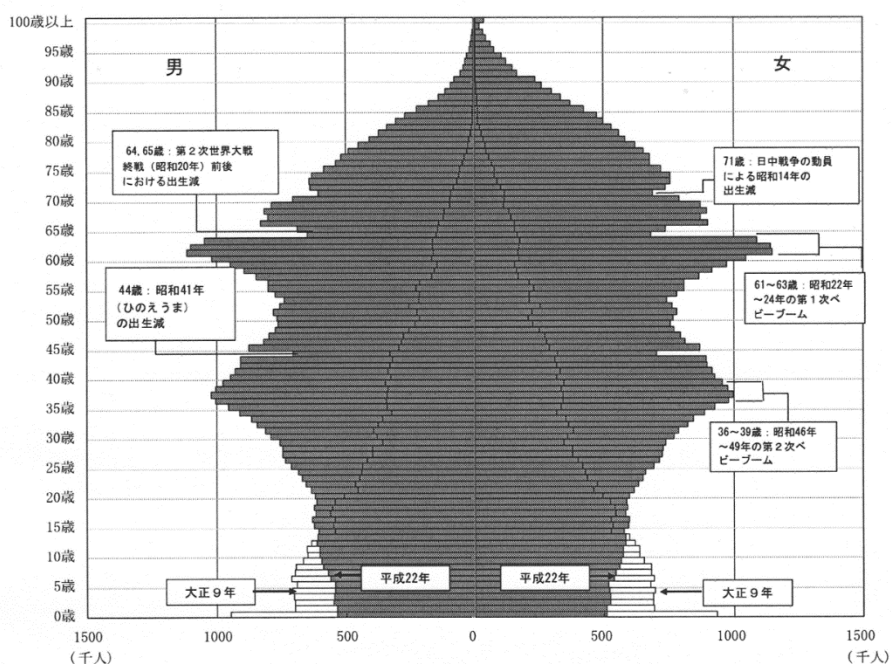 100歳以上
95歳
90歳
85歳
80歳
75歳
70歳
65歳
60歳
55歳
50歳
45歳
40歳
35歳
30歳
25歳
20歳
15歳
10歳
5歳
0歳
男
女
64,65歳：第２次世界大戦
終戦（昭和20年）前後
における出生減
44歳：昭和41年
（ひのえうま）
の出生減
71歳：日中戦争の動員
による昭和14年の
出生減
61～63歳：昭和22年
～24年の第１次ベ
ビーブーム
36～39歳：昭和46年
～49年の第２次ベ
ビーブーム
平成22年
平成22年
大正９年
大正９年
1500
1000
500
0
500
1000
1500
（千人）
（千人）